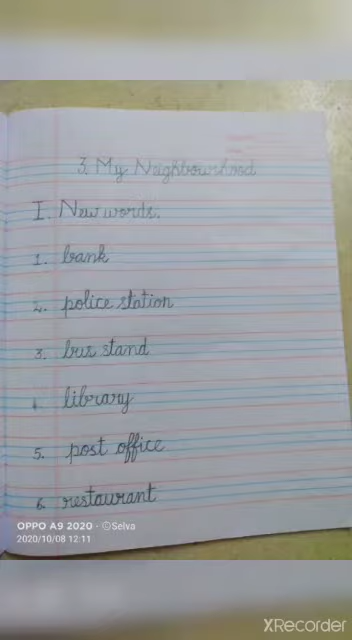 3. My Neighbourhood
I. New words.
1. bank
2. police station
3. bus stand
4. library
5. post office
6. restaurant
OPPO A9 2020 · ©Selva
2020/10/08 12:11
XRecorder